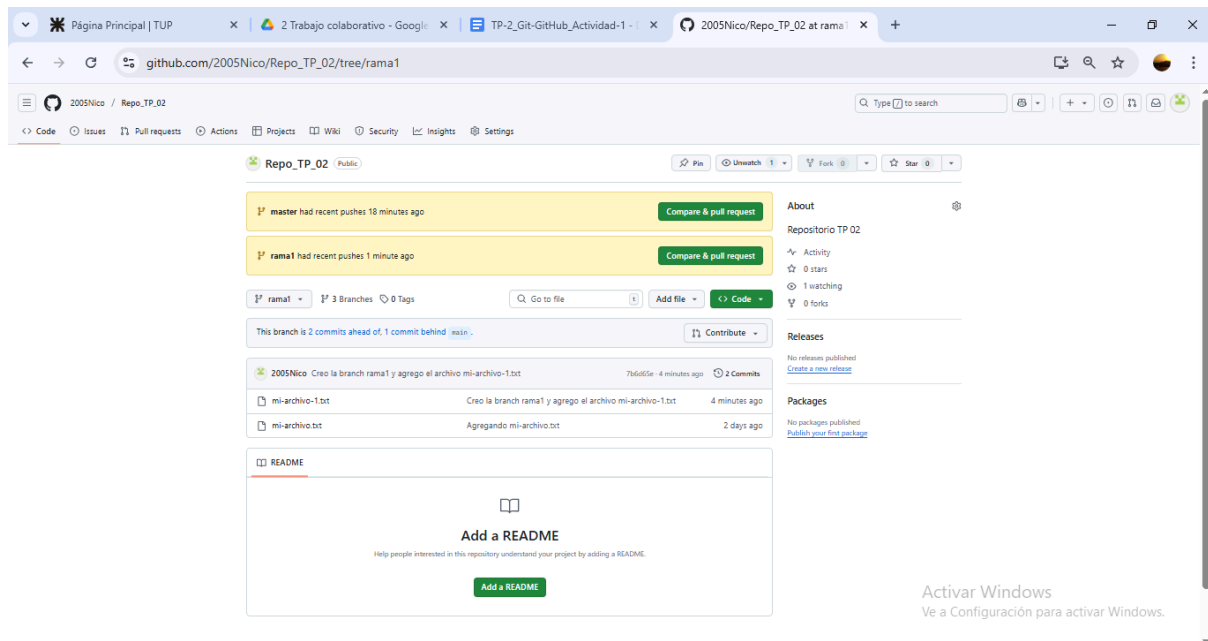 Página Principal | TUP
2 Trabajo colaborativo - Google
TP-2_Git-GitHub_Actividad-1 -
2005Nico/Repo_TP_02 at rama1
github.com/2005Nico/Repo_TP_02/tree/rama1
2005Nico / Repo_TP_02
Type / to search
Code Issues Pull requests Actions Projects Wiki Security Insights Settings
Repo_TP_02 Public
Pin Unwatch 1 Fork 0 Star 0
master had recent pushes 18 minutes ago
Compare & pull request
rama1 had recent pushes 1 minute ago
Compare & pull request
rama1 3 Branches 0 Tags
Go to file t Add file Code
This branch is 2 commits ahead of, 1 commit behind main .
Contribute
2005Nico Creo la branch rama1 y agrego el archivo mi-archivo-1.txt 7b6d65e · 4 minutes ago 2 Commits
mi-archivo-1.txt Creo la branch rama1 y agrego el archivo mi-archivo-1.txt 4 minutes ago
mi-archivo.txt Agregando mi-archivo.txt 2 days ago
README
Add a README
Help people interested in this repository understand your project by adding a README.
Add a README
About
Repositorio TP 02
Activity
0 stars
1 watching
0 forks
Releases
No releases published
Create a new release
Packages
No packages published
Publish your first package
Activar Windows
Ve a Configuración para activar Windows.